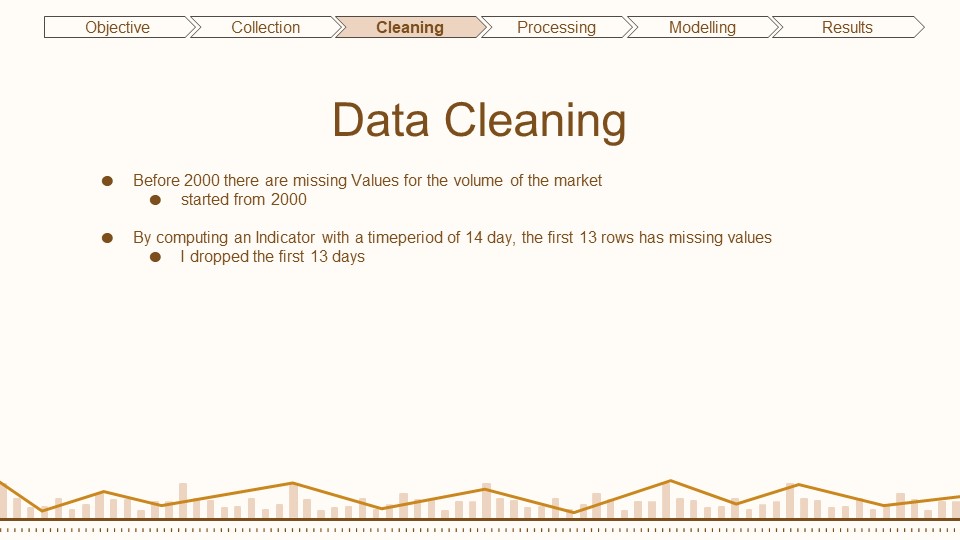 Objective Collection Cleaning Processing Modelling Results
Data Cleaning
● Before 2000 there are missing Values for the volume of the market
● started from 2000
● By computing an Indicator with a timeperiod of 14 day, the first 13 rows has missing values
● I dropped the first 13 days